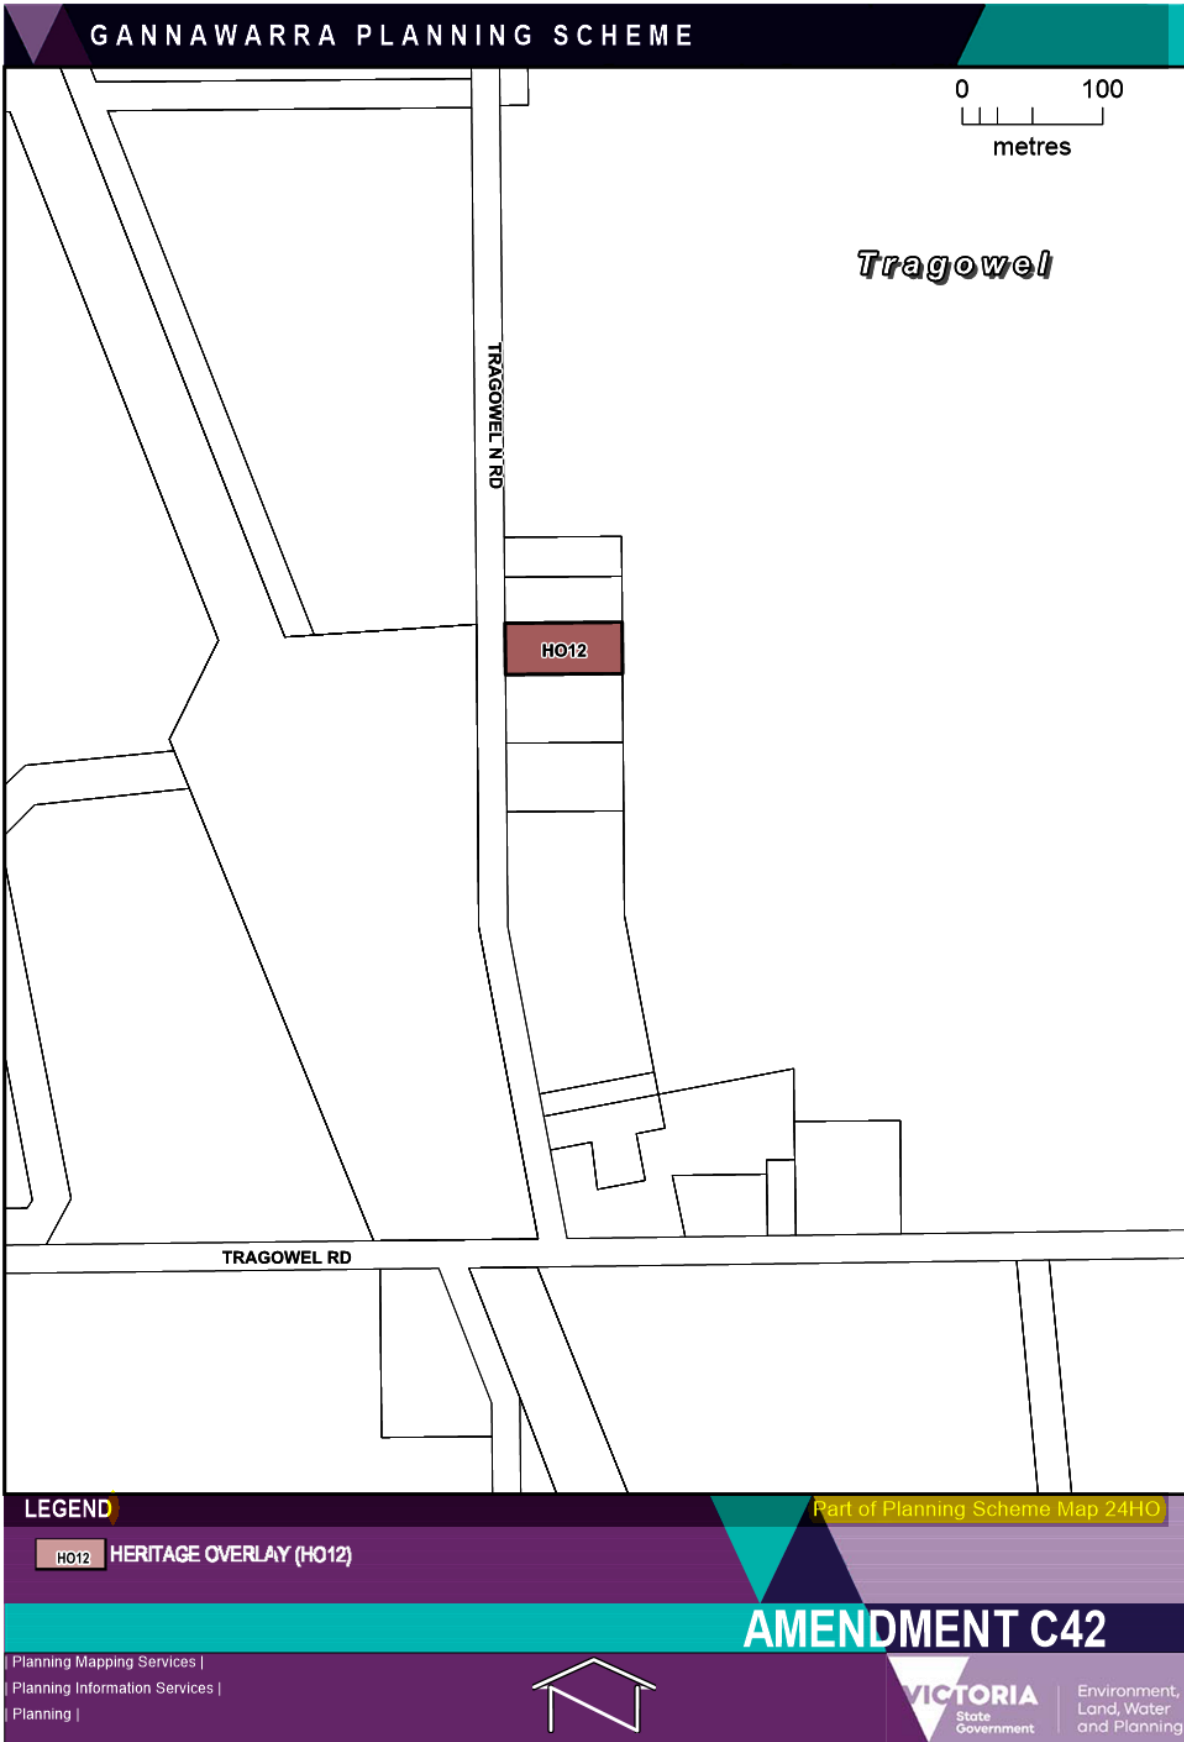 GANNAWARRA PLANNING SCHEME
0 100
metres
Tragowel
TRAGOWEL N RD
HO12
TRAGOWEL RD
LEGEND
Part of Planning Scheme Map 24HO
HO12 HERITAGE OVERLAY (HO12)
AMENDMENT C42
| Planning Mapping Services |
| Planning Information Services |
| Planning |
VICTORIA
State
Government
Environment,
Land, Water
and Planning